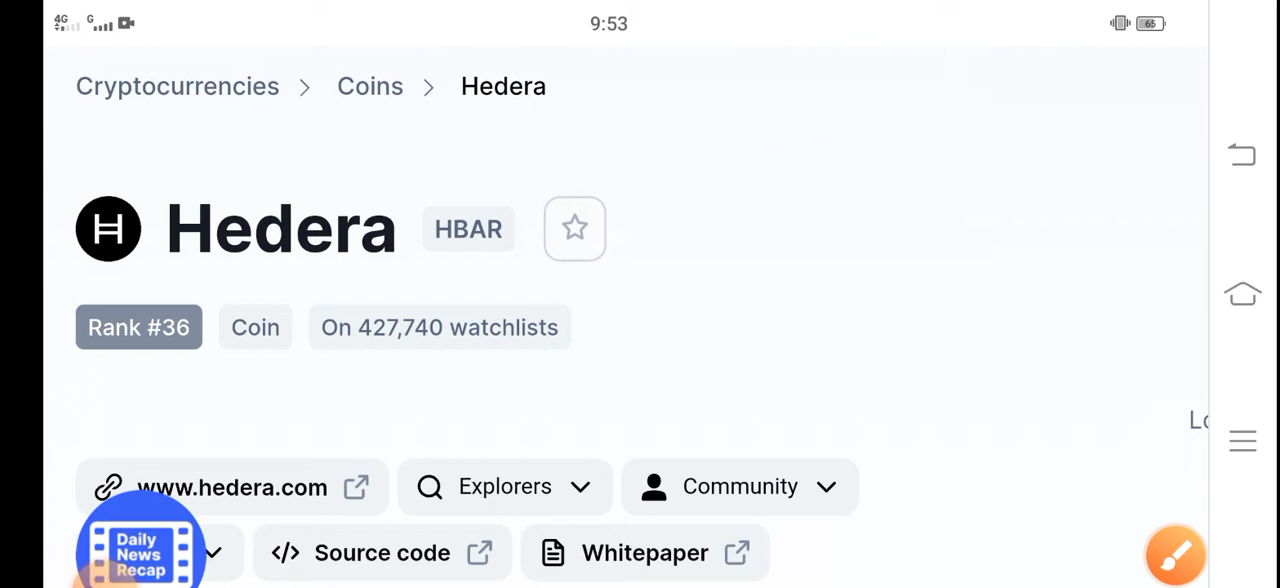 4G G 9:53 65
Cryptocurrencies > Coins > Hedera
Hedera HBAR
Rank #36 Coin On 427,740 watchlists
www.hedera.com Explorers Community
Daily
News
Recap
</> Source code Whitepaper